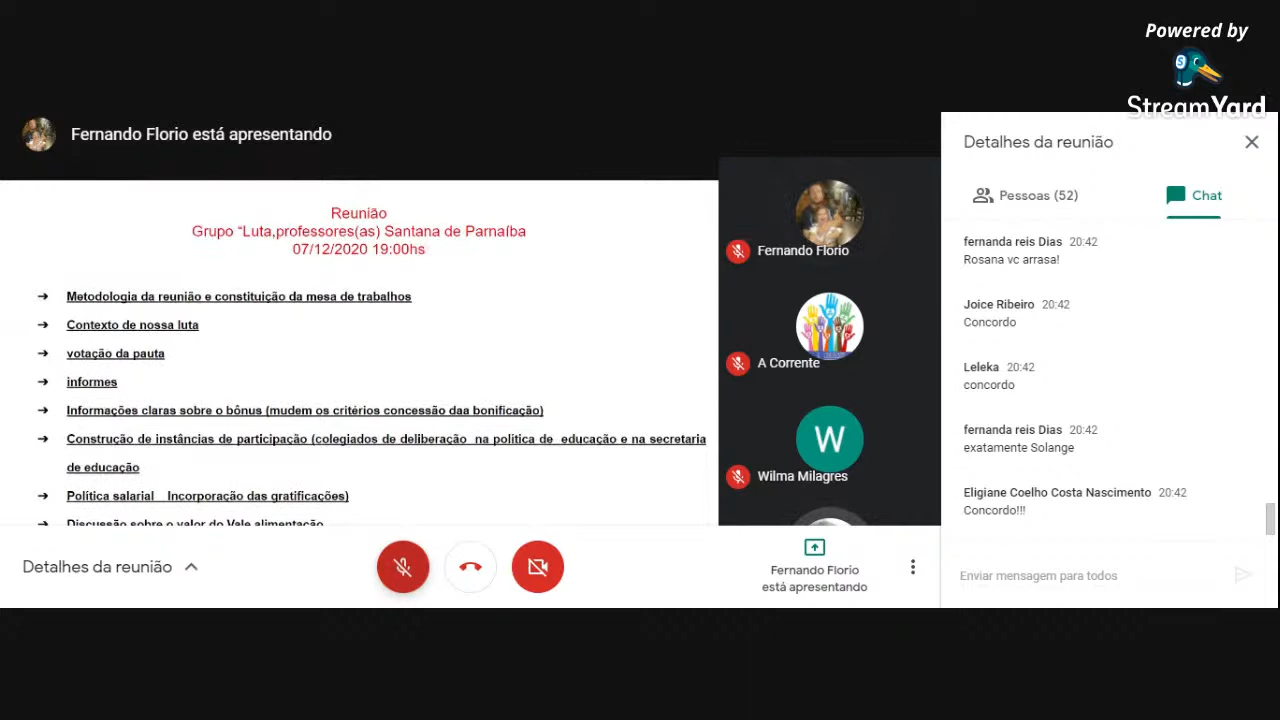 Powered by
StreamYard
Fernando Florio está apresentando
Reunião
Grupo “Luta,professores(as) Santana de Parnaíba
07/12/2020 19:00hs
➔ Metodologia da reunião e constituição da mesa de trabalhos
➔ Contexto de nossa luta
➔ votação da pauta
➔ informes
➔ Informações claras sobre o bônus (mudem os critérios concessão daa bonificação)
➔ Construção de instâncias de participação (colegiados de deliberação na política de educação e na secretaria
de educação
➔ Política salarial Incorporação das gratificações)
➔ Discussão sobre o valor do Vale alimentação
Fernando Florio
A Corrente
W
Wilma Milagres
Detalhes da reunião
Pessoas (52)
Chat
fernanda reis Dias 20:42
Rosana vc arrasa!
Joice Ribeiro 20:42
Concordo
Leleka 20:42
concordo
fernanda reis Dias 20:42
exatamente Solange
Eligiane Coelho Costa Nascimento 20:42
Concordo!!!
Enviar mensagem para todos
Detalhes da reunião
Fernando Florio
está apresentando